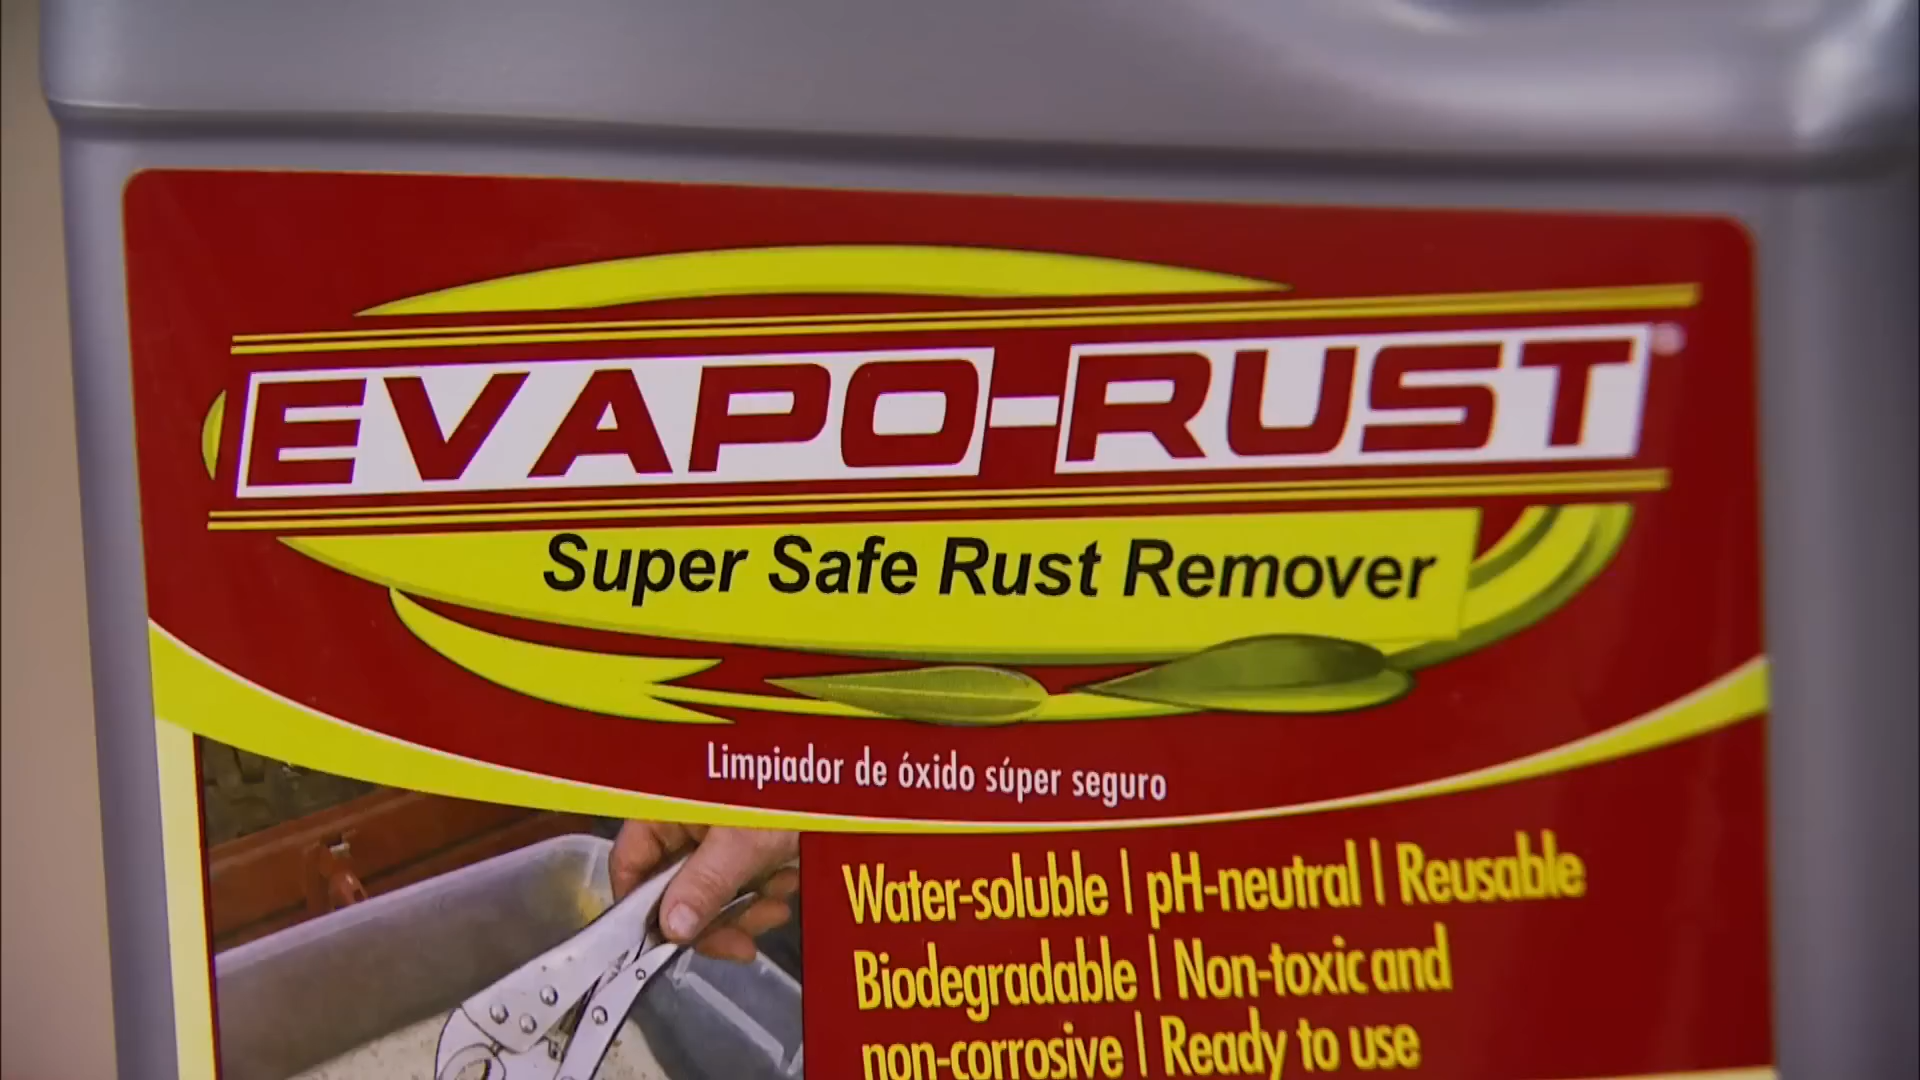 EVAPO-RUST
Super Safe Rust Remover
Limpiador de óxido súper seguro
Water-soluble | pH-neutral | Reusable
Biodegradable | Non-toxic and
non-corrosive | Ready to use